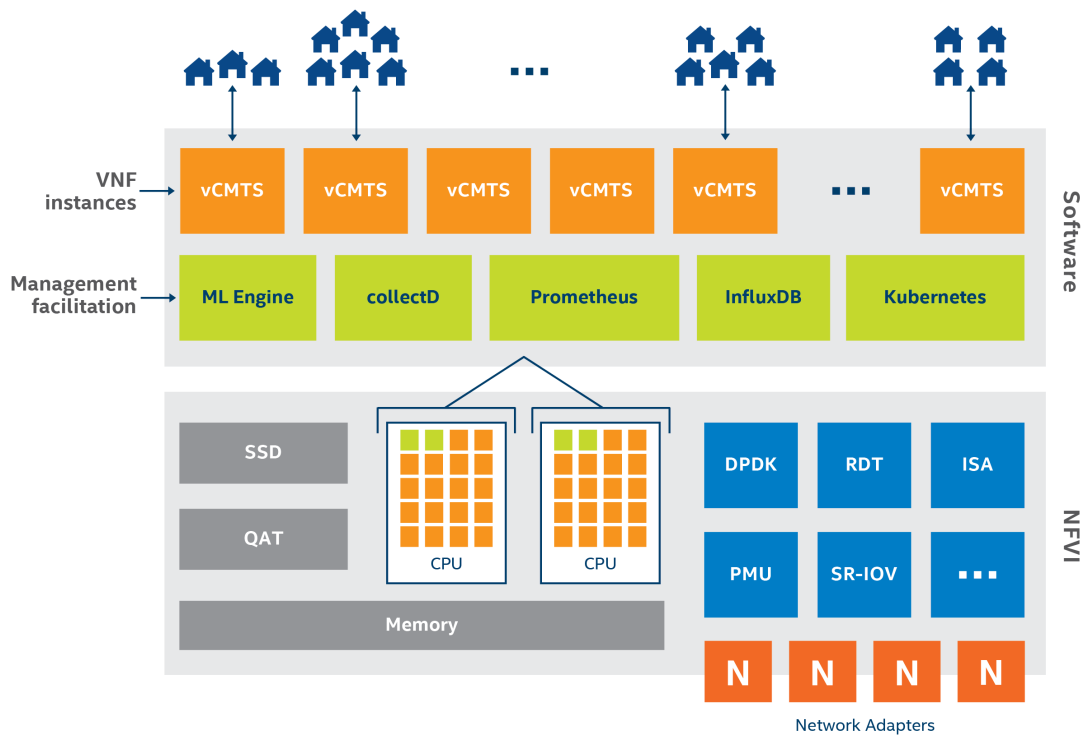 VNF
instances
vCMTS
vCMTS
vCMTS
vCMTS
vCMTS
vCMTS
Management
facilitation
ML Engine
collectD
Prometheus
InfluxDB
Kubernetes
Software
SSD
QAT
CPU
CPU
Memory
DPDK
RDT
ISA
PMU
SR-IOV
NFVI
N
N
N
N
Network Adapters